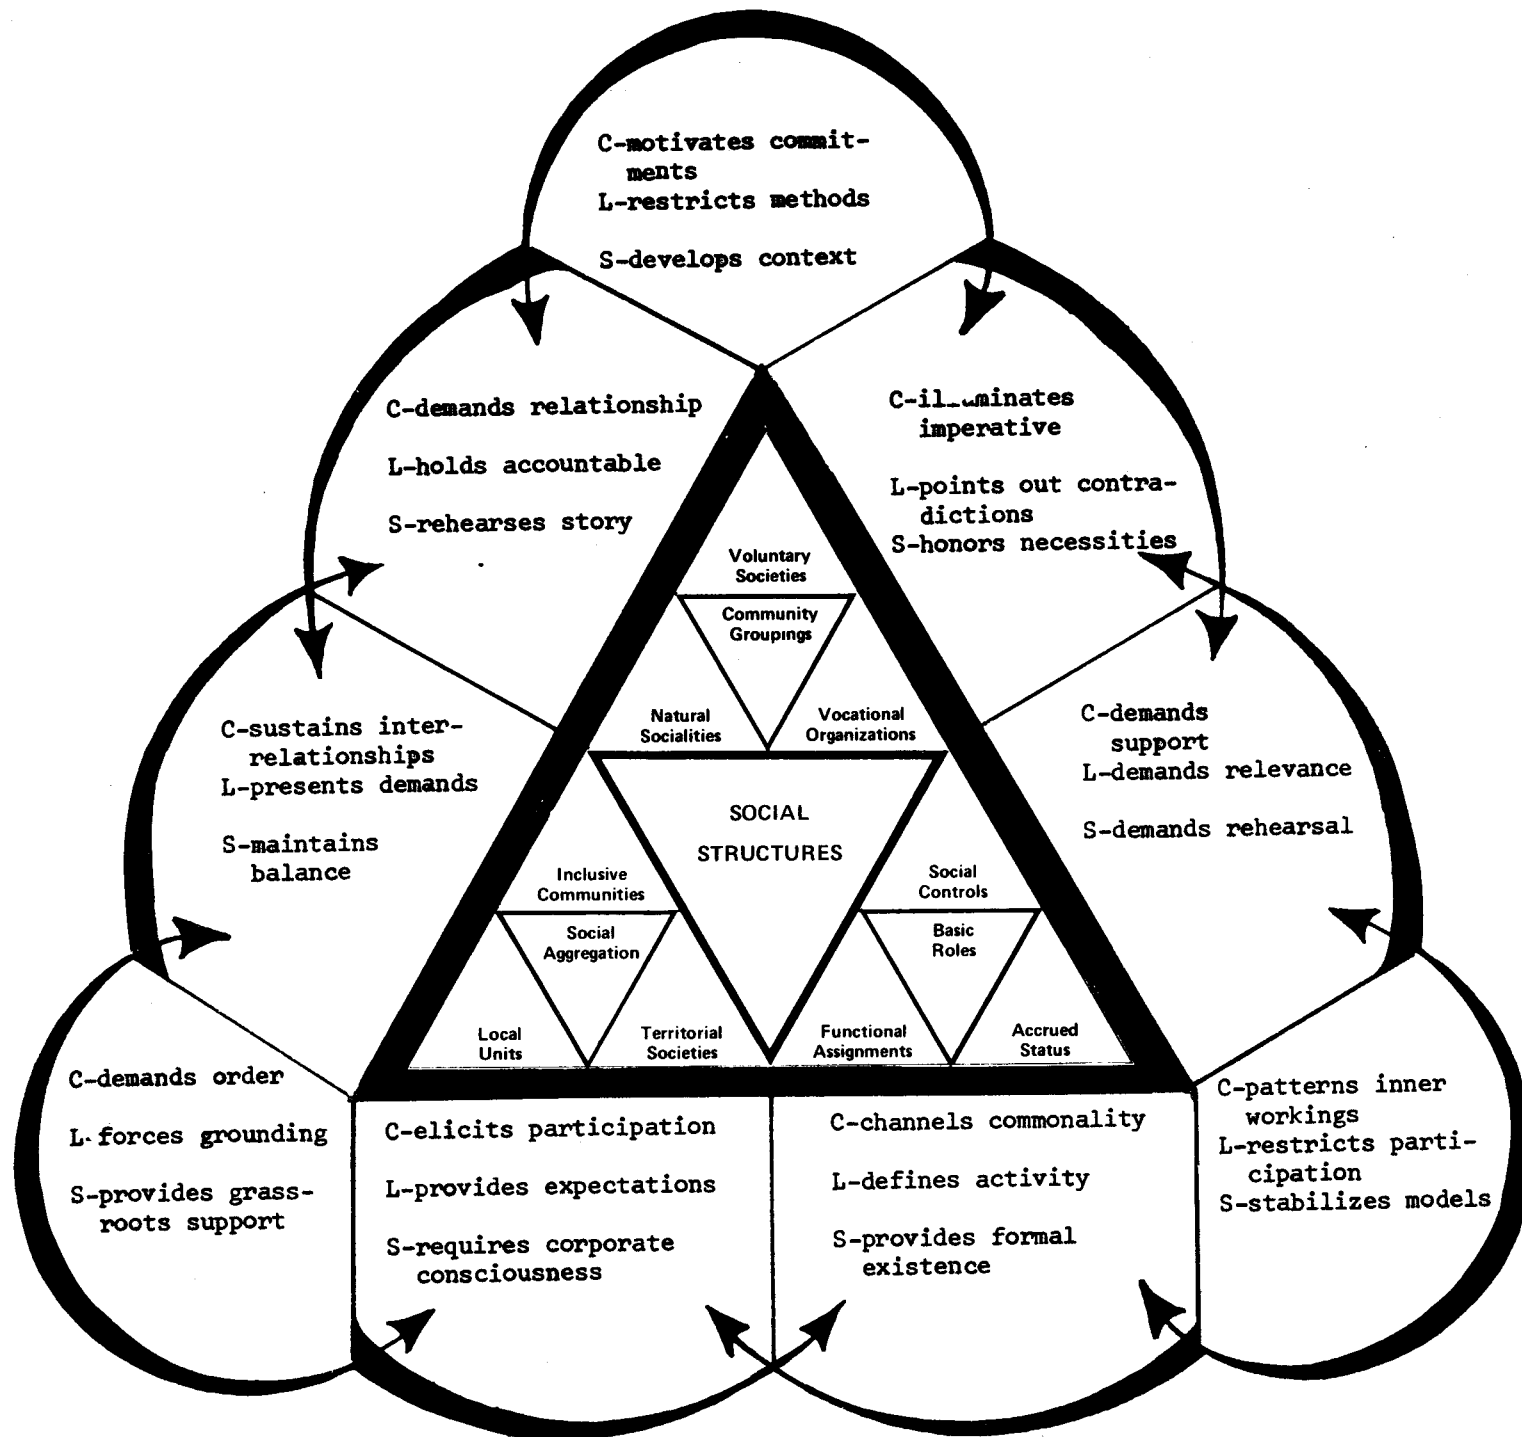 C-motivates commit-
ments
L-restricts methods
S-develops context
C-demands relationship
L-holds accountable
S-rehearses story
imperative
L-points out contra-
dictions
S-honors necessities
C-sustains inter-
relationships
L-presents demands
S-maintains
balance
C-demands
support
L-demands relevance
S-demands rehearsal
Voluntary
Societies
Community
Groupings
Natural
Socialities
Vocational
Organizations
SOCIAL
STRUCTURES
Inclusive
Communities
Social
Aggregation
Local
Units
Territorial
Societies
Social
Controls
Basic
Roles
Functional
Assignments
Accrued
Status
C-demands order
L-forces grounding
S-provides grass-
roots support
C-elicits participation
L-provides expectations
S-requires corporate
consciousness
C-channels commonality
L-defines activity
S-provides formal
existence
C-patterns inner
workings
L-restricts parti-
cipation
S-stabilizes models